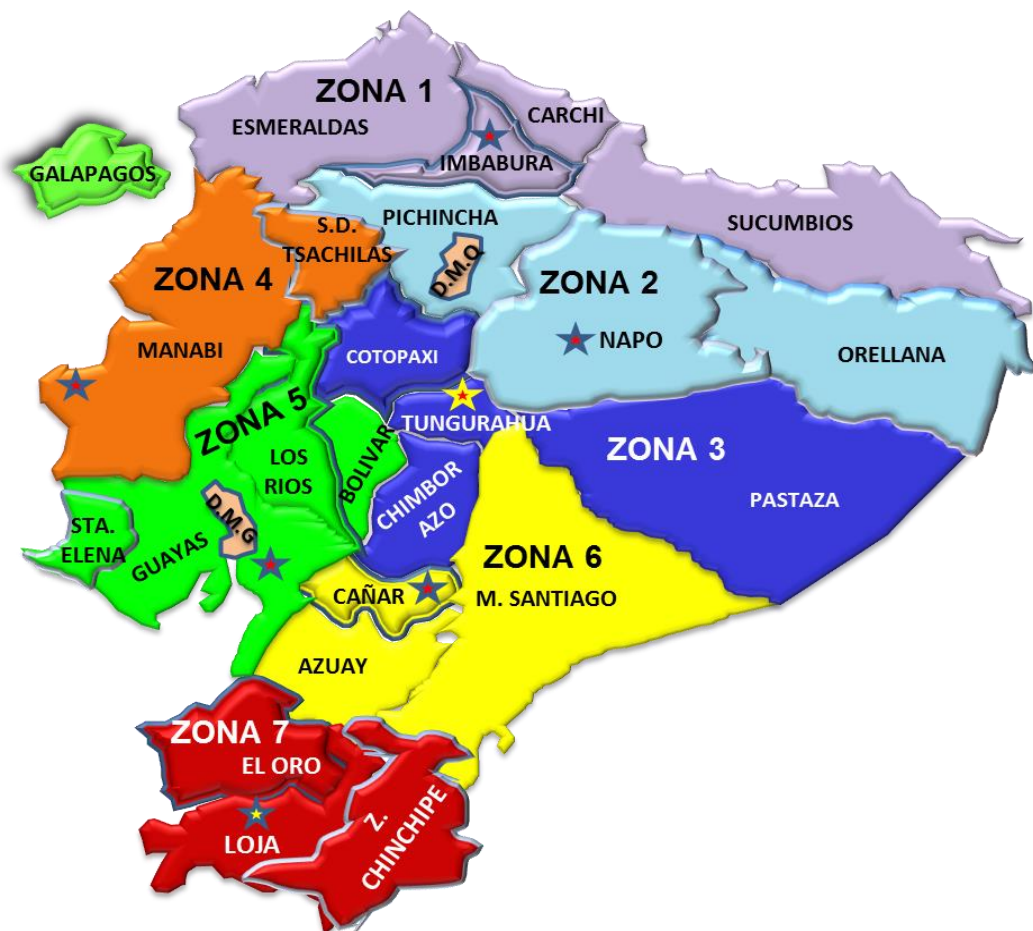 ZONA 1
ESMERALDAS
CARCHI
IMBABURA
GALAPAGOS
SUCUMBIOS
PICHINCHA
S.D.
TSACHILAS
D.M.Q
ZONA 4
ZONA 2
NAPO
MANABI
COTOPAXI
ORELLANA
ZONA 5
TUNGURAHUA
ZONA 3
LOS
RIOS
BOLIVAR
CHIMBOR
AZO
PASTAZA
STA.
ELENA
GUAYAS
D.M.G
ZONA 6
CAÑAR
M. SANTIAGO
AZUAY
ZONA 7
EL ORO
LOJA
Z.
CHINCHIPE